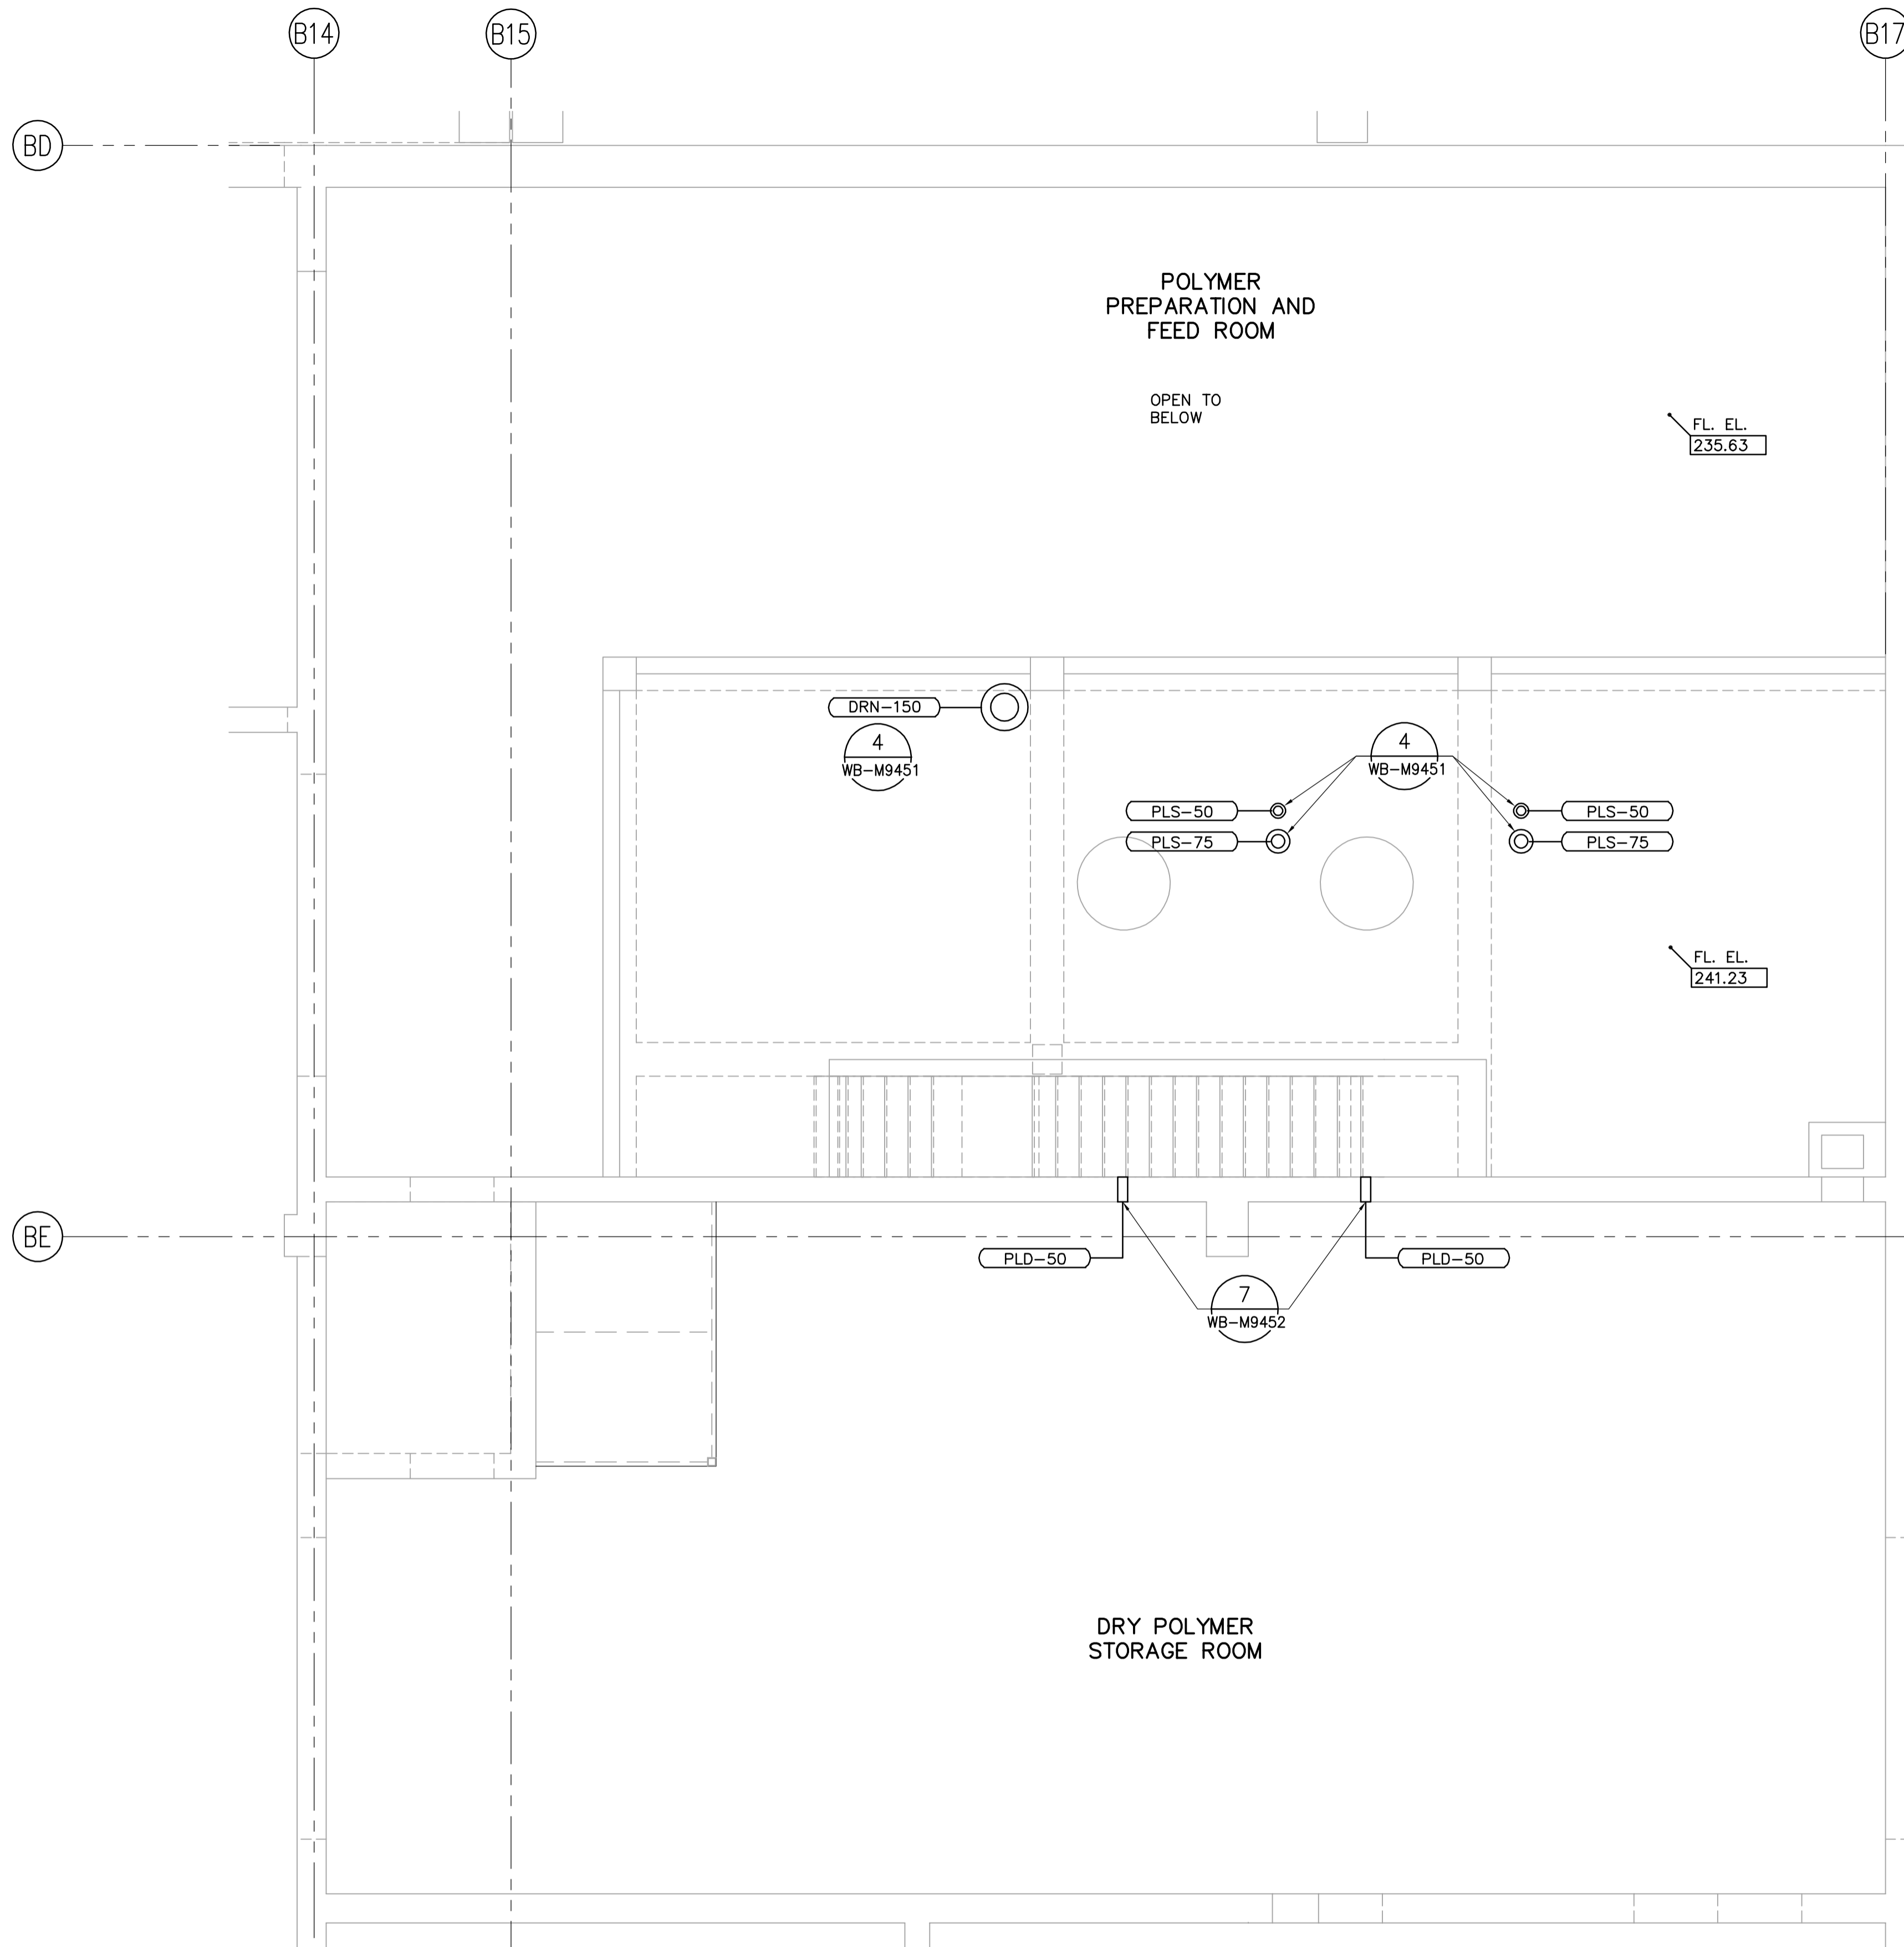 B14
B15
B17
BD
POLYMER
PREPARATION AND
FEED ROOM
OPEN TO
BELOW
FL. EL.
235.63
DRN-150
4
WB-M9451
4
WB-M9451
PLS-50
PLS-50
PLS-75
PLS-75
FL. EL.
241.23
BE
PLD-50
PLD-50
7
WB-M9452
DRY POLYMER
STORAGE ROOM